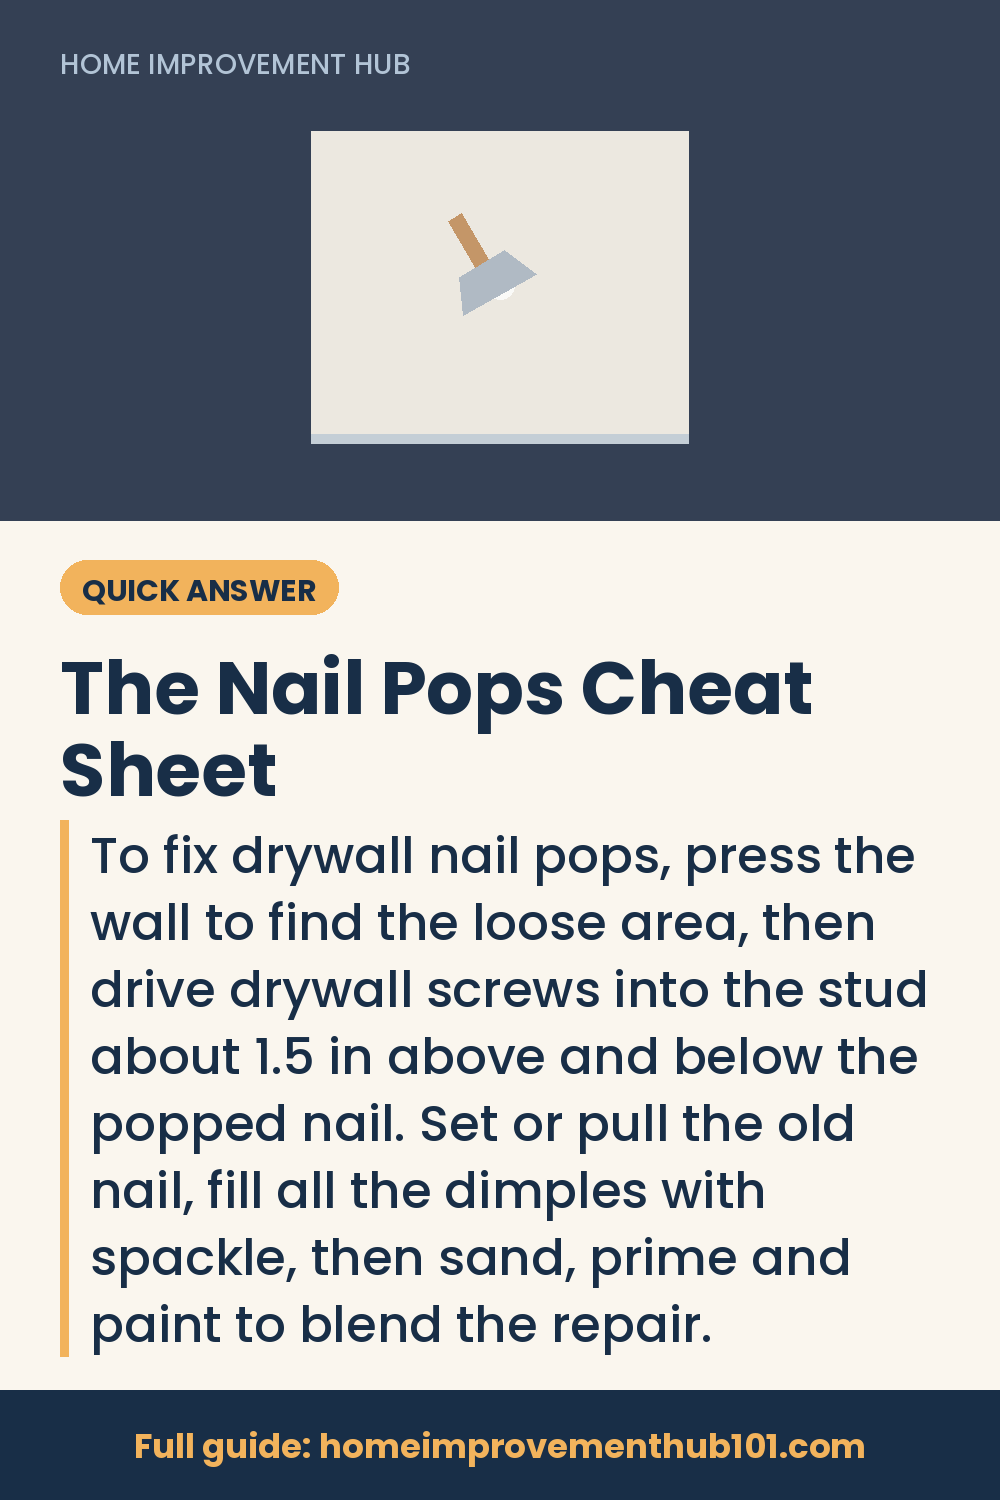 HOME IMPROVEMENT HUB
QUICK ANSWER
The Nail Pops Cheat
Sheet
To fix drywall nail pops, press the
wall to find the loose area, then
drive drywall screws into the stud
about 1.5 in above and below the
popped nail. Set or pull the old
nail, fill all the dimples with
spackle, then sand, prime and
paint to blend the repair.
Full guide: homeimprovementhub101.com